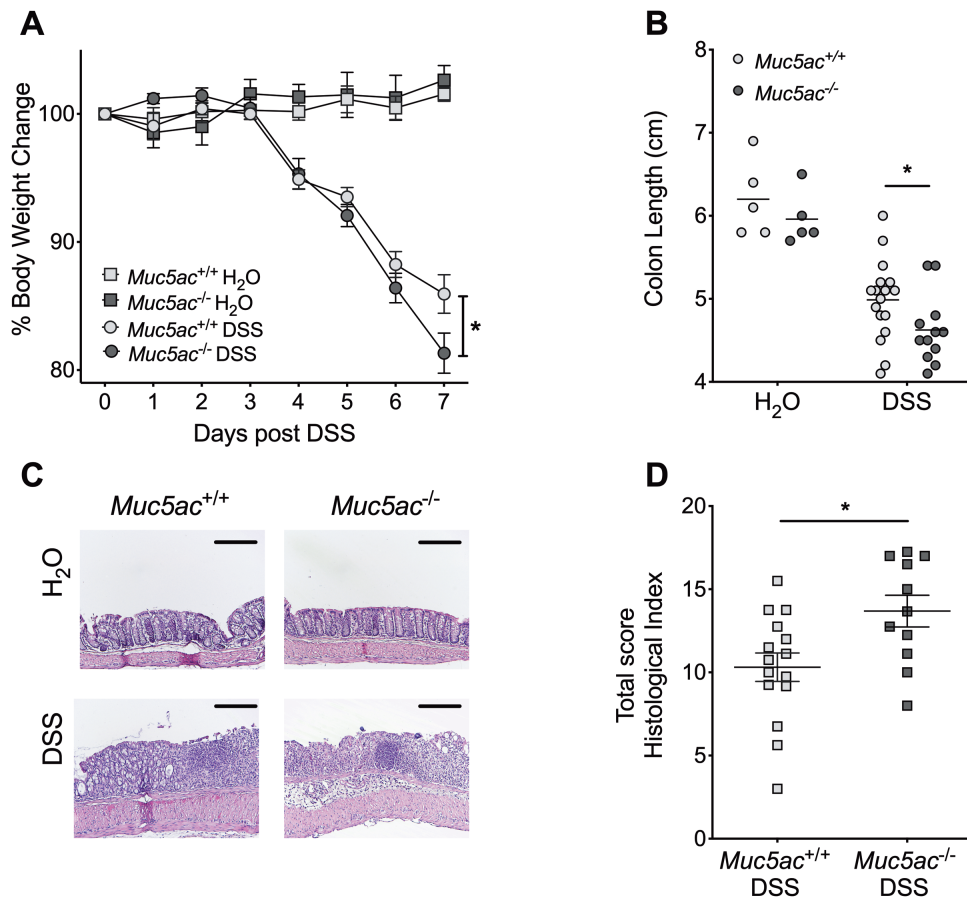 A
% Body Weight Change
100
90
80
Muc5ac+/+ H2O
Muc5ac-/- H2O
Muc5ac+/+ DSS
Muc5ac-/- DSS
*
0 1 2 3 4 5 6 7
Days post DSS
B
Colon Length (cm)
8
7
6
5
4
Muc5ac+/+
Muc5ac-/-
*
H2O DSS
C
Muc5ac+/+ Muc5ac-/-
H2O
DSS
D
Total score
Histological Index
20
15
10
5
0
*
Muc5ac+/+ Muc5ac-/-
DSS DSS